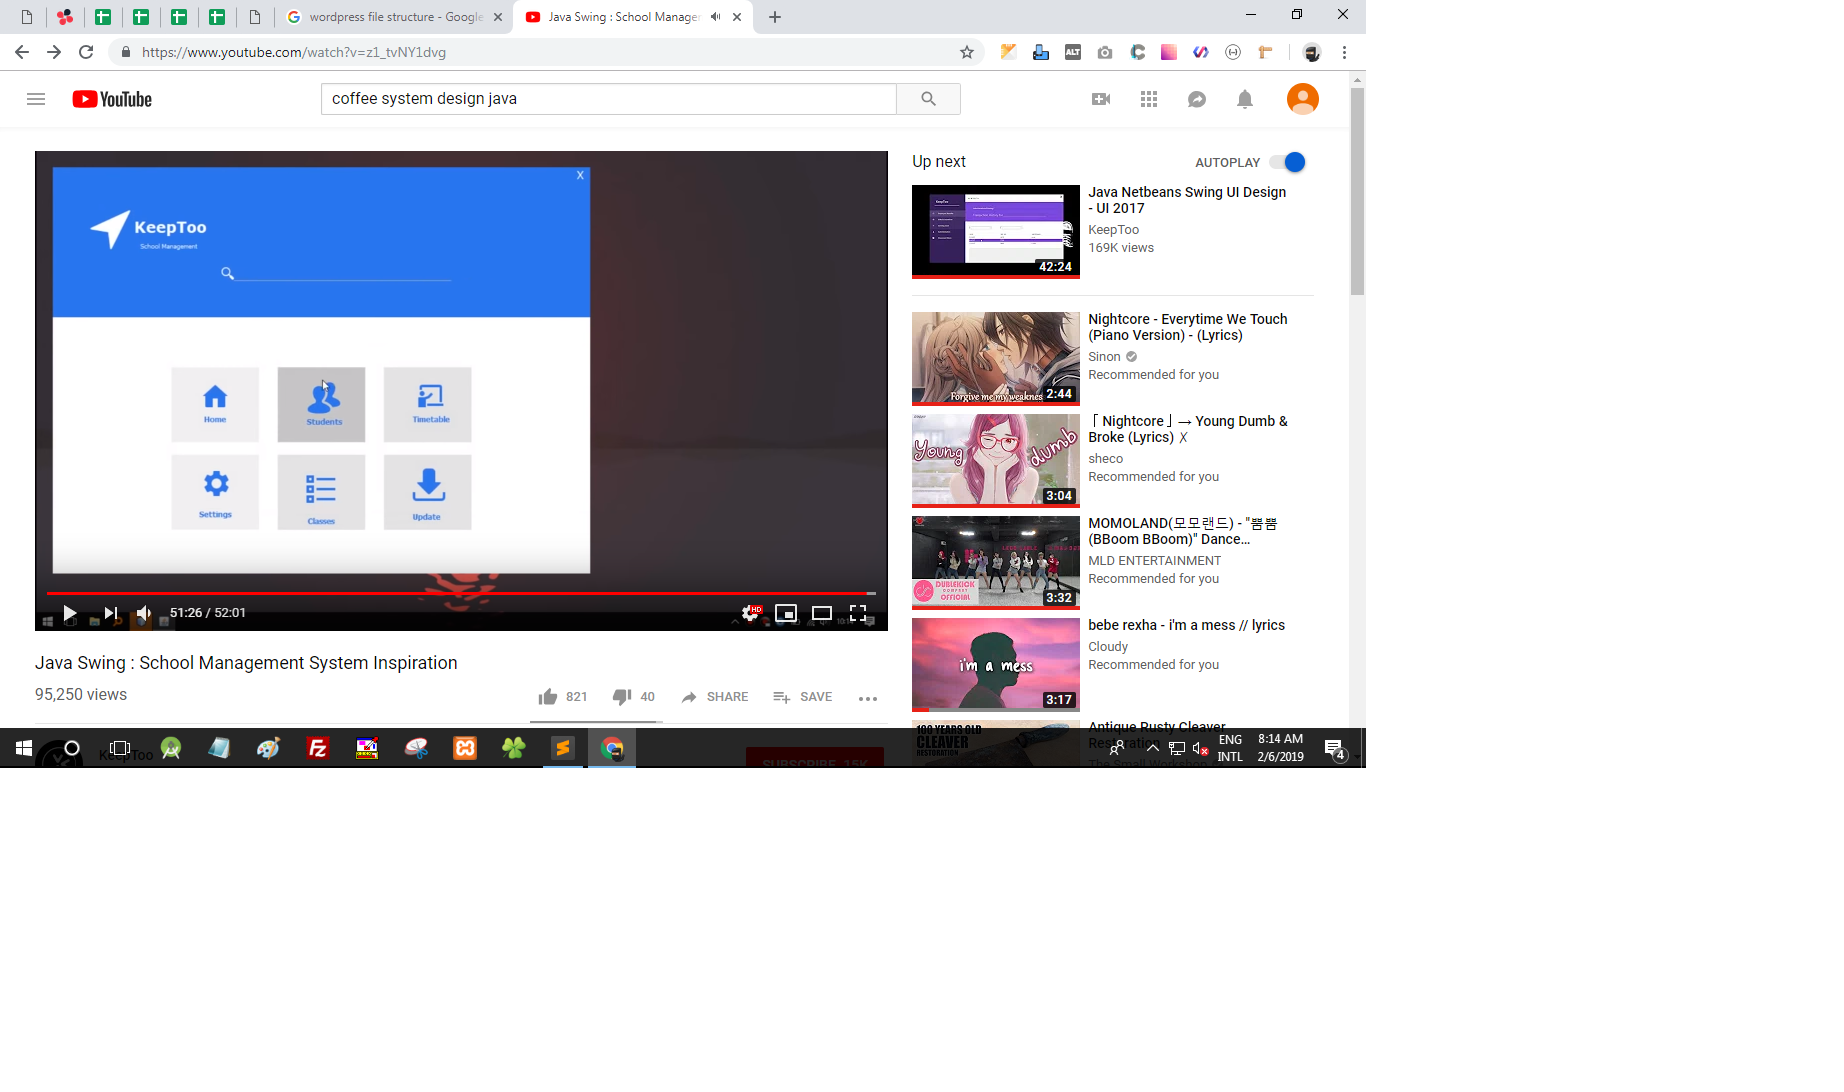 wordpress file structure - Google
Java Swing : School Manager
https://www.youtube.com/watch?v=z1_tvNY1dvg
ALT
YouTube
coffee system design java
X
KeepToo
School Management
Home
Students
Timetable
Settings
Classes
Update
51:26 / 52:01
HD
Java Swing : School Management System Inspiration
95,250 views
821
40
SHARE
SAVE
KeepToo
SUBSCRIBE 15K
Up next
AUTOPLAY
KeepToo
42:24
Java Netbeans Swing UI Design
- UI 2017
KeepToo
169K views
Forgive me my weakness
2:44
Nightcore - Everytime We Touch
(Piano Version) - (Lyrics)
Sinon
Recommended for you
Young dumb
3:04
「Nightcore」→ Young Dumb &
Broke (Lyrics) ☓
sheco
Recommended for you
DUBLEKICK
COMPANY
OFFICIAL
3:32
MOMOLAND(모모랜드) - "뿜뿜
(BBoom BBoom)" Dance...
MLD ENTERTAINMENT
Recommended for you
i'm a mess
3:17
bebe rexha - i'm a mess // lyrics
Cloudy
Recommended for you
100 YEARS OLD
CLEAVER
RESTORATION
Antique Rusty Cleaver
Restoration
ENG
INTL
8:14 AM
2/6/2019
4